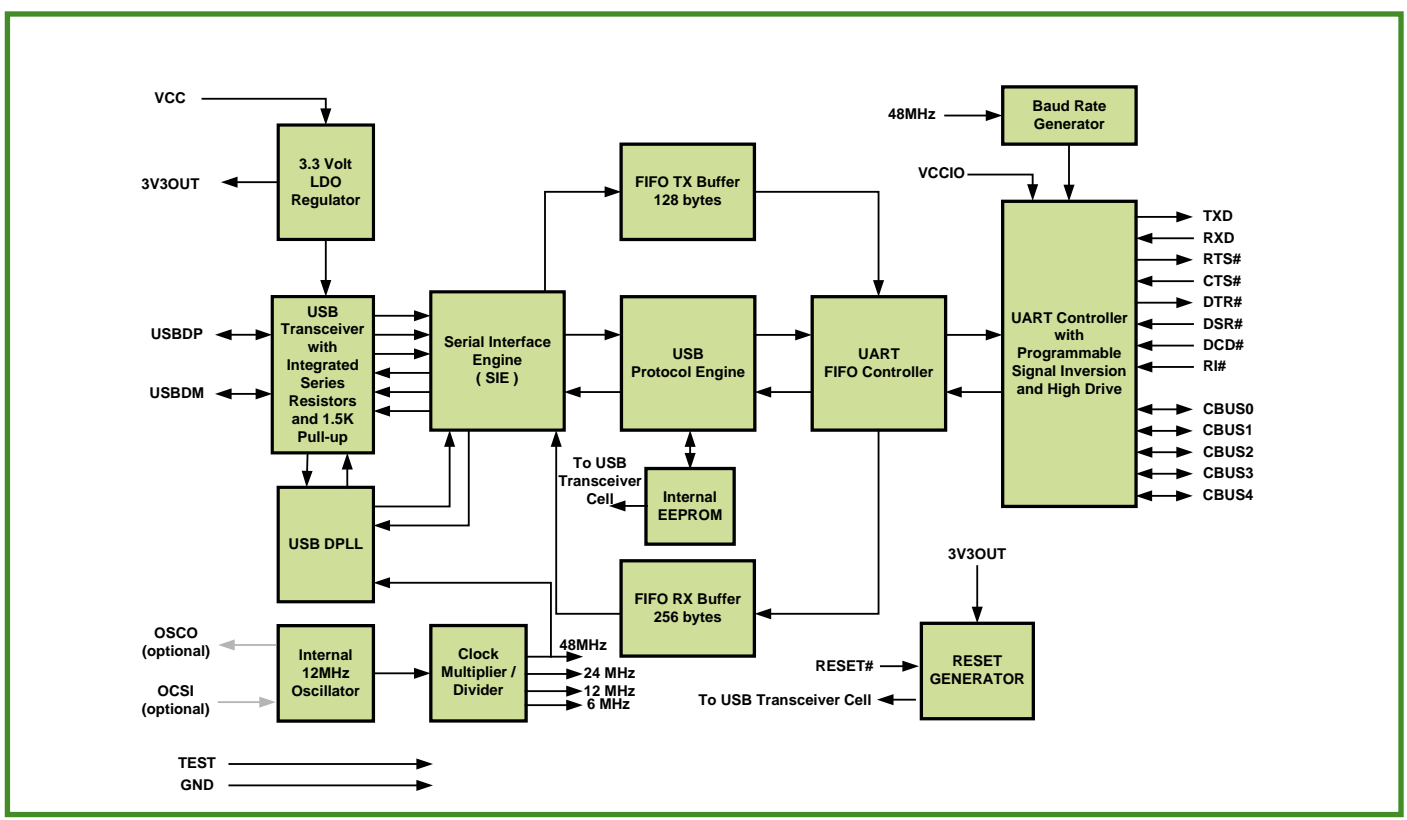 VCC
3V3OUT
3.3 Volt
LDO
Regulator
USBDP
USBDM
USB
Transceiver
with
Integrated
Series
Resistors
and 1.5K
Pull-up
USB DPLL
OSCO
(optional)
OCSI
(optional)
Internal
12MHz
Oscillator
Clock
Multiplier /
Divider
48MHz
24 MHz
12 MHz
6 MHz
TEST
GND
Serial Interface
Engine
( SIE )
FIFO TX Buffer
128 bytes
USB
Protocol Engine
To USB
Transceiver
Cell
Internal
EEPROM
FIFO RX Buffer
256 bytes
UART
FIFO Controller
48MHz
Baud Rate
Generator
VCCIO
UART Controller
with
Programmable
Signal Inversion
and High Drive
TXD
RXD
RTS#
CTS#
DTR#
DSR#
DCD#
RI#
CBUS0
CBUS1
CBUS2
CBUS3
CBUS4
3V3OUT
RESET#
RESET
GENERATOR
To USB Transceiver Cell